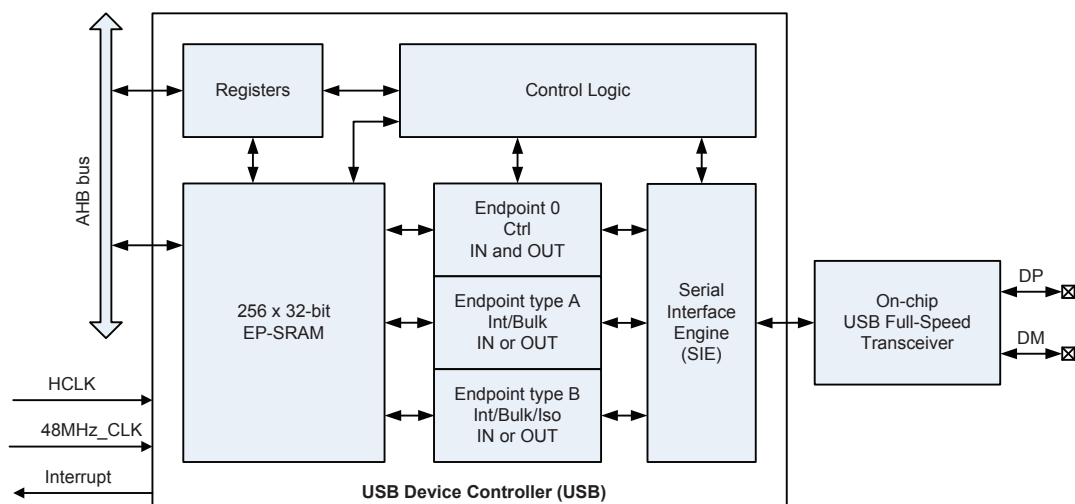 Registers
Control Logic
AHB bus
Endpoint 0
Ctrl
IN and OUT
256 x 32-bit
EP-SRAM
Endpoint type A
Int/Bulk
IN or OUT
Endpoint type B
Int/Bulk/Iso
IN or OUT
Serial
Interface
Engine
(SIE)
On-chip
USB Full-Speed
Transceiver
DP
DM
HCLK
48MHz_CLK
Interrupt
USB Device Controller (USB)